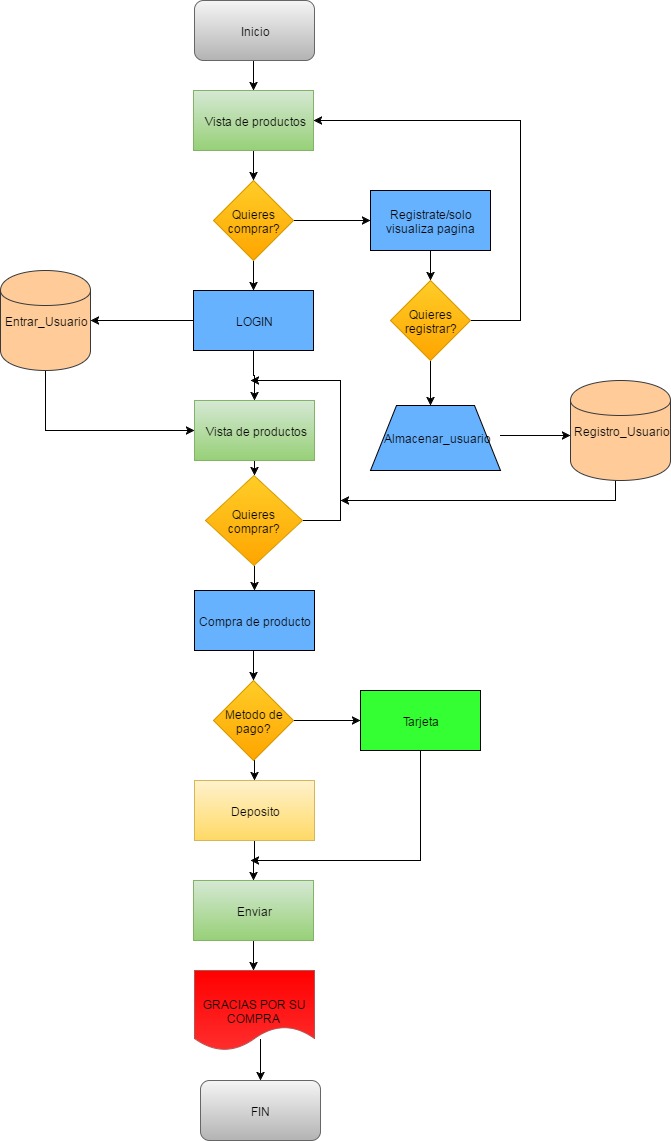 Inicio
Vista de productos
Quieres
comprar?
Registrate/solo
visualiza pagina
Entrar_Usuario
LOGIN
Quieres
registrar?
Vista de productos
Almacenar_usuario
Registro_Usuario
Quieres
comprar?
Compra de producto
Metodo de
pago?
Tarjeta
Deposito
Enviar
GRACIAS POR SU
COMPRA
FIN